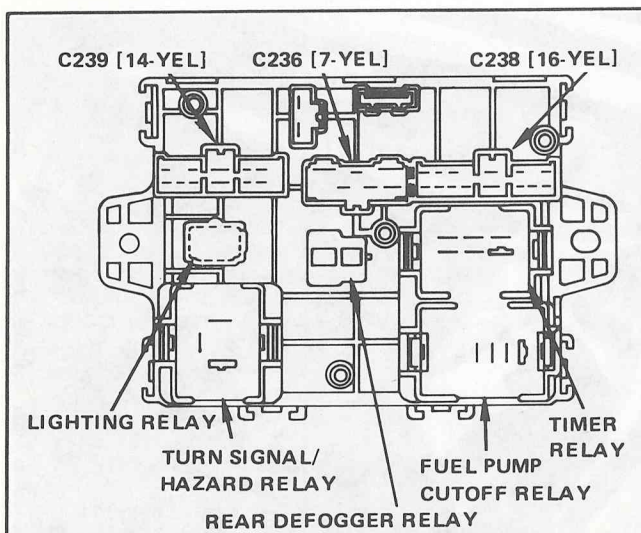 C239 [14-YEL] C236 [7-YEL] C238 [16-YEL]
LIGHTING RELAY
TURN SIGNAL/
HAZARD RELAY
REAR DEFOGGER RELAY
FUEL PUMP
CUTOFF RELAY
TIMER
RELAY